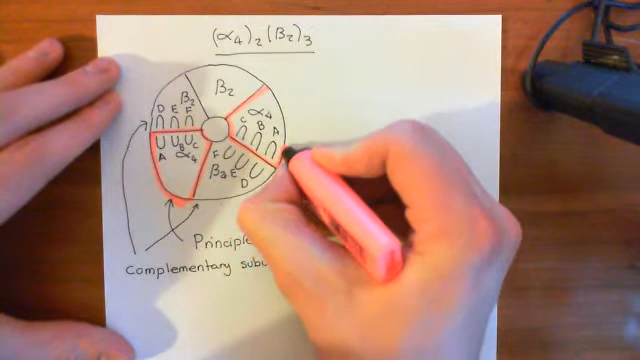 (α4)2(β2)3
β2
β2
α4
D E F
A B C
α4
C B A
F E D
β2
Principle
Complementary